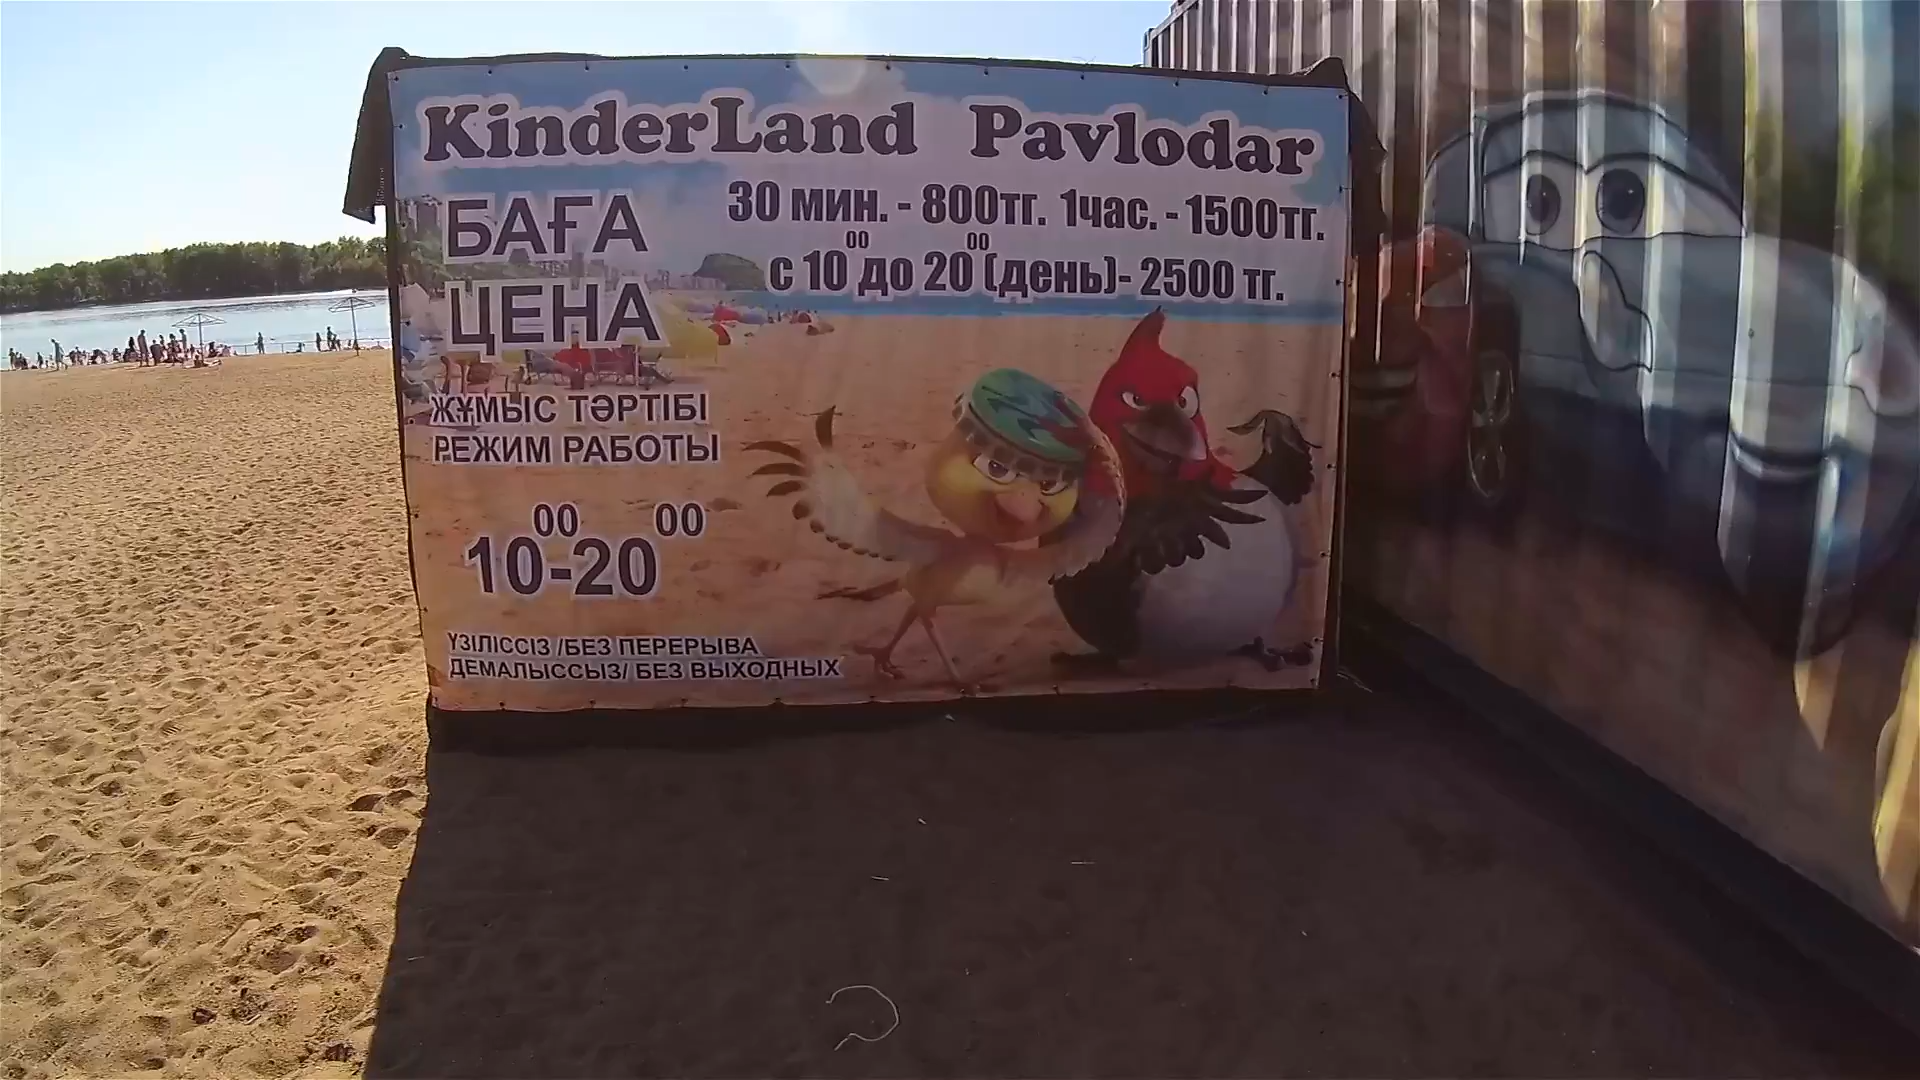 KinderLand Pavlodar
БАҒА
ЦЕНА
30 мин. - 800тг. 1час. - 1500тг.
с 10⁰⁰ до 20⁰⁰ (день)- 2500 тг.
ЖҰМЫС ТӘРТІБІ
РЕЖИМ РАБОТЫ
10⁰⁰-20⁰⁰
ҮЗІЛІССІЗ /БЕЗ ПЕРЕРЫВА
ДЕМАЛЫССЫЗ/ БЕЗ ВЫХОДНЫХ